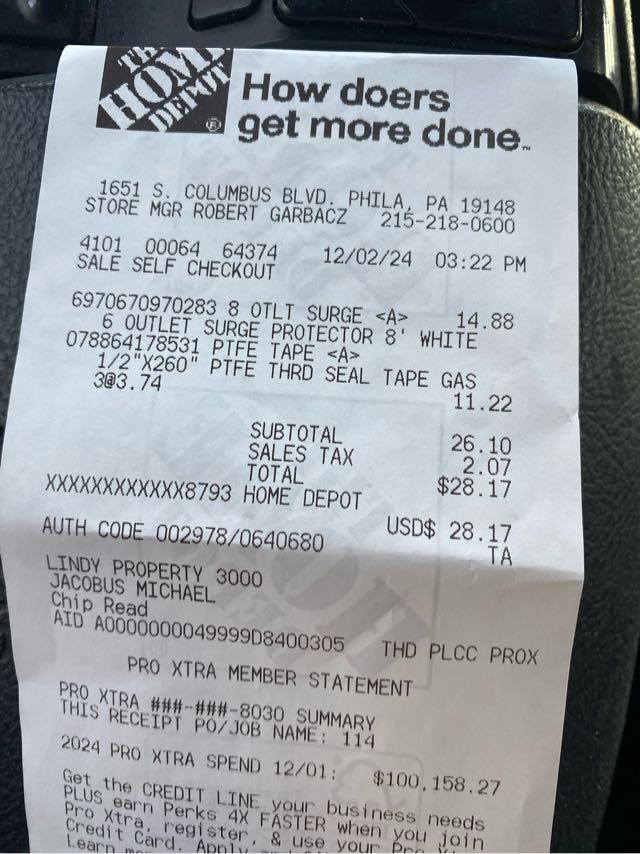 THE
HOME
DEPOT
®
How doers
get more done™
1651 S. COLUMBUS BLVD. PHILA, PA 19148
STORE MGR ROBERT GARBACZ 215-218-0600
4101 00064 64374 12/02/24 03:22 PM
SALE SELF CHECKOUT
6970670970283 8 OTLT SURGE <A> 14.88
6 OUTLET SURGE PROTECTOR 8' WHITE
078864178531 PTFE TAPE <A>
1/2"X260" PTFE THRD SEAL TAPE GAS
3@3.74 11.22
SUBTOTAL 26.10
SALES TAX 2.07
TOTAL $28.17
XXXXXXXXXXXX8793 HOME DEPOT
USD$ 28.17
AUTH CODE 002978/0640680 TA
LINDY PROPERTY 3000
JACOBUS MICHAEL
Chip Read
AID A0000000049999D8400305 THD PLCC PROX
PRO XTRA MEMBER STATEMENT
PRO XTRA ###-###-8030 SUMMARY
THIS RECEIPT PO/JOB NAME: 114
2024 PRO XTRA SPEND 12/01: $100,158.27
Get the CREDIT LINE your business needs
PLUS earn Perks 4X FASTER when you join
Pro Xtra, register, & use your Pro
Credit Card.
Learn